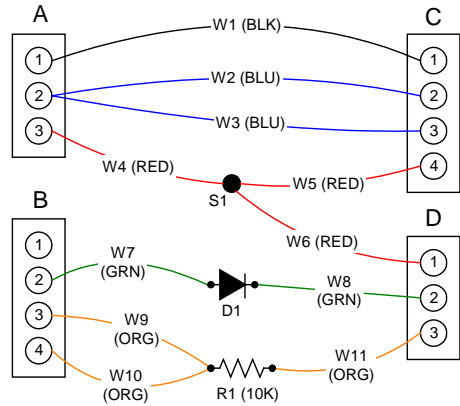 A
C
W1 (BLK)
1
1
W2 (BLU)
2
2
W3 (BLU)
3
3
W4 (RED)
4
W5 (RED)
S1
B
D
W6 (RED)
1
1
W7
(GRN)
W8
(GRN)
2
2
D1
3
3
W9
(ORG)
W11
(ORG)
4
W10
(ORG)
R1 (10K)